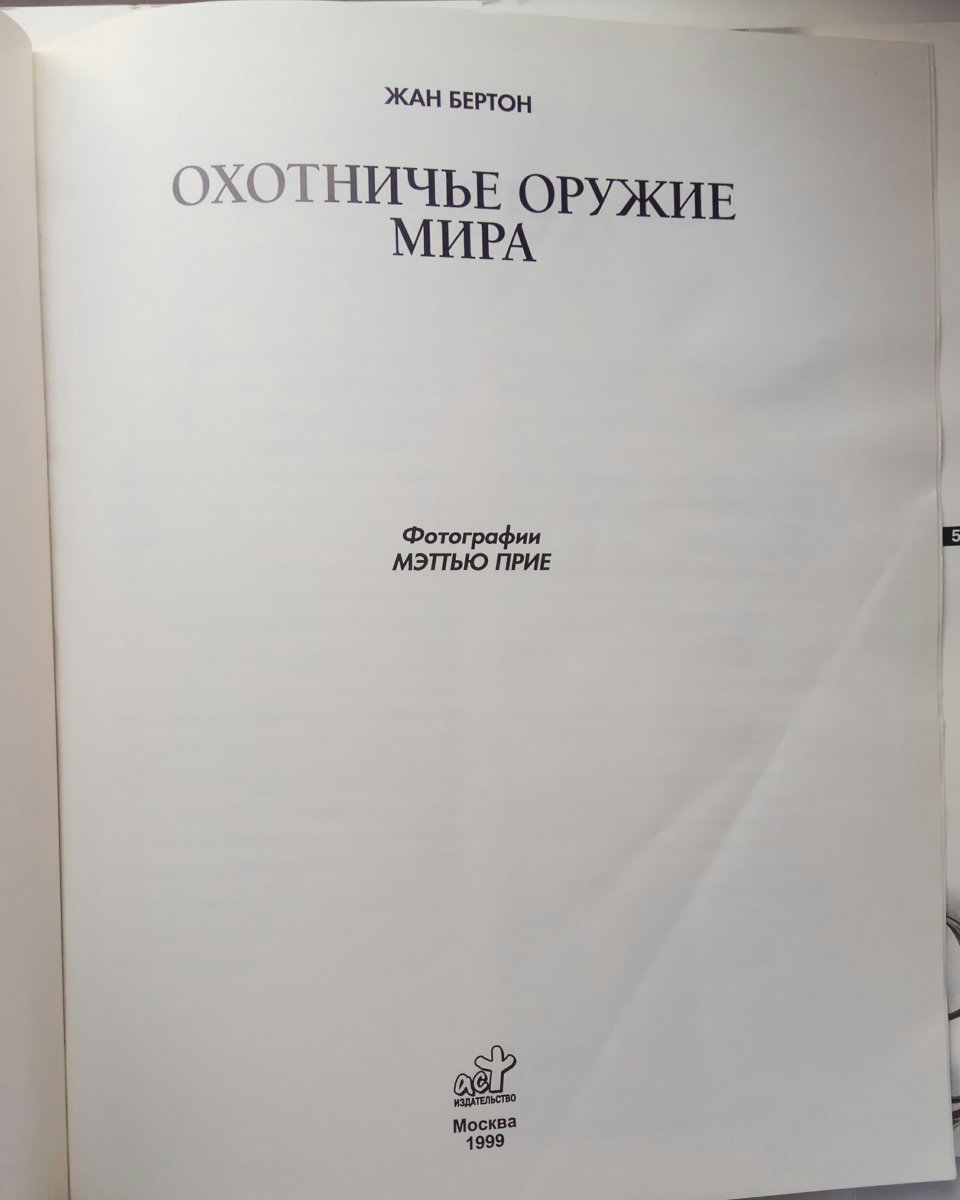 ЖАН БЕРТОН
ОХОТНИЧЬЕ ОРУЖИЕ
МИРА
Фотографии
МЭТТЬЮ ПРИЕ
5
аст
ИЗДАТЕЛЬСТВО
Москва
1999